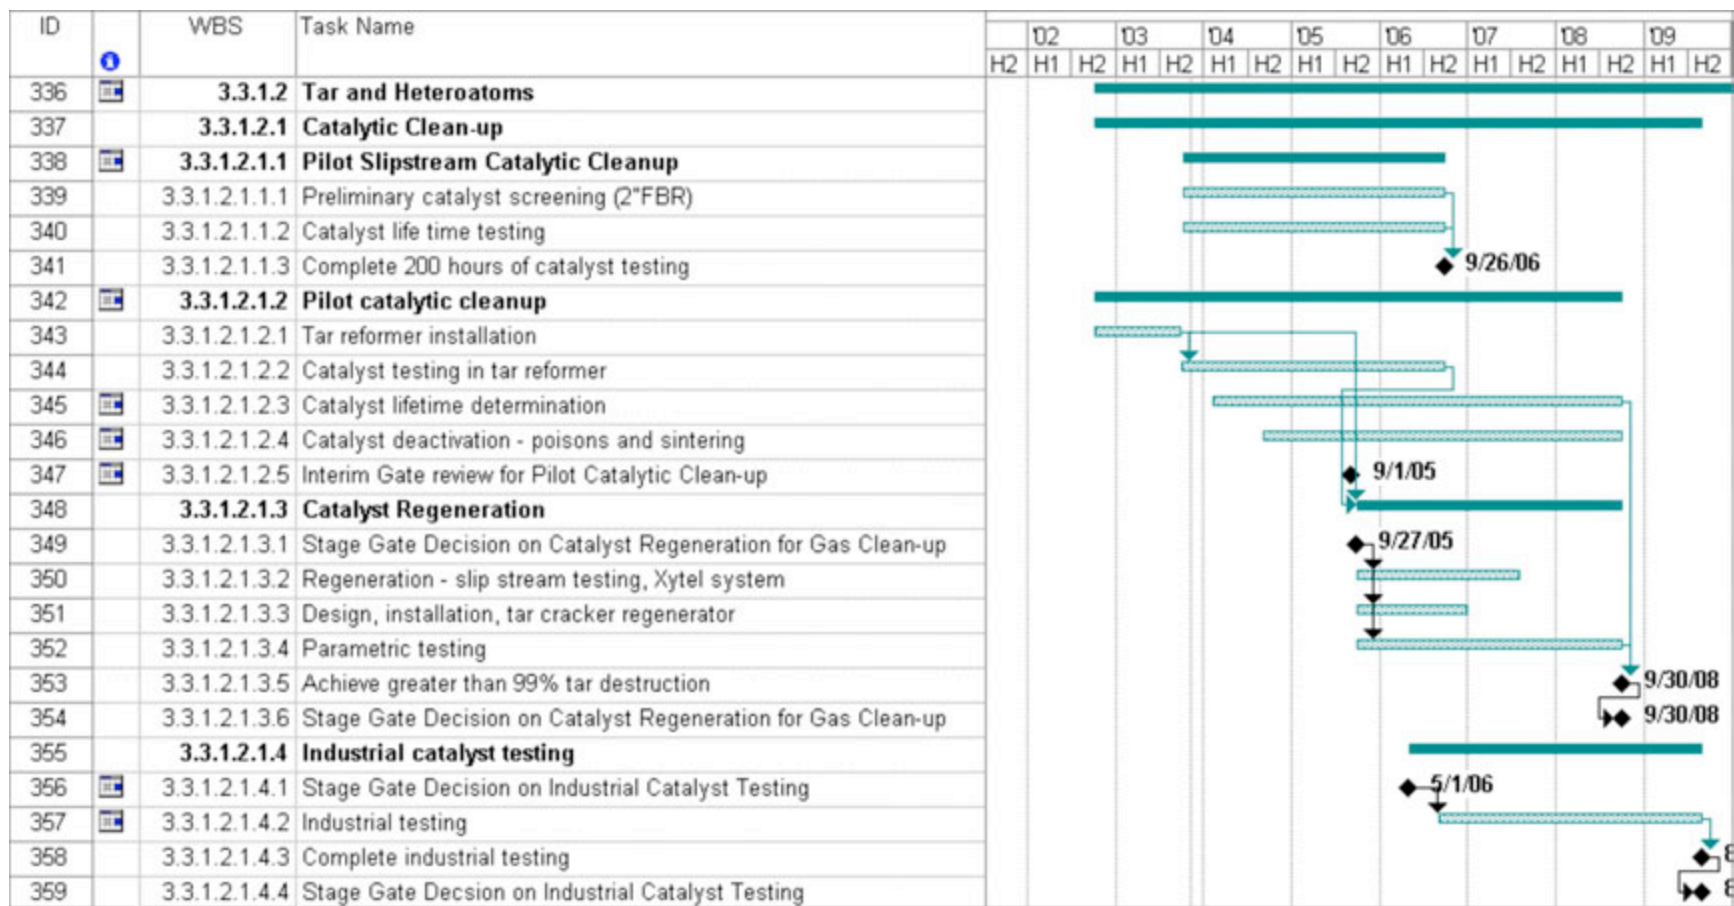 ID WBS Task Name
'02 '03 '04 '05 '06 '07 '08 '09
H2 H1 H2 H1 H2 H1 H2 H1 H2 H1 H2 H1 H2 H1 H2 H1 H2
336 3.3.1.2 Tar and Heteroatoms
337 3.3.1.2.1 Catalytic Clean-up
338 3.3.1.2.1.1 Pilot Slipstream Catalytic Cleanup
339 3.3.1.2.1.1.1 Preliminary catalyst screening (2"FBR)
340 3.3.1.2.1.1.2 Catalyst life time testing
341 3.3.1.2.1.1.3 Complete 200 hours of catalyst testing 9/26/06
342 3.3.1.2.1.2 Pilot catalytic cleanup
343 3.3.1.2.1.2.1 Tar reformer installation
344 3.3.1.2.1.2.2 Catalyst testing in tar reformer
345 3.3.1.2.1.2.3 Catalyst lifetime determination
346 3.3.1.2.1.2.4 Catalyst deactivation - poisons and sintering
347 3.3.1.2.1.2.5 Interim Gate review for Pilot Catalytic Clean-up 9/1/05
348 3.3.1.2.1.3 Catalyst Regeneration
349 3.3.1.2.1.3.1 Stage Gate Decision on Catalyst Regeneration for Gas Clean-up 9/27/05
350 3.3.1.2.1.3.2 Regeneration - slip stream testing, Xytel system
351 3.3.1.2.1.3.3 Design, installation, tar cracker regenerator
352 3.3.1.2.1.3.4 Parametric testing
353 3.3.1.2.1.3.5 Achieve greater than 99% tar destruction 9/30/08
354 3.3.1.2.1.3.6 Stage Gate Decision on Catalyst Regeneration for Gas Clean-up 9/30/08
355 3.3.1.2.1.4 Industrial catalyst testing
356 3.3.1.2.1.4.1 Stage Gate Decision on Industrial Catalyst Testing 5/1/06
357 3.3.1.2.1.4.2 Industrial testing
358 3.3.1.2.1.4.3 Complete industrial testing
359 3.3.1.2.1.4.4 Stage Gate Decsion on Industrial Catalyst Testing